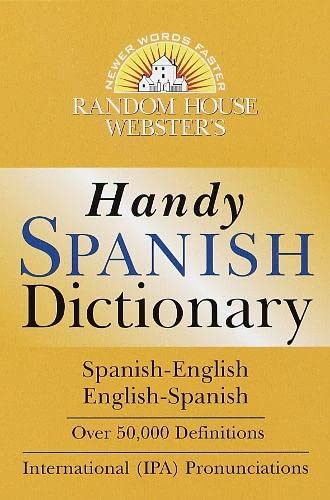 NEWER WORDS FASTER
RANDOM HOUSE
WEBSTER'S
Handy
SPANISH
Dictionary
Spanish-English
English-Spanish
Over 50,000 Definitions
International (IPA) Pronunciations